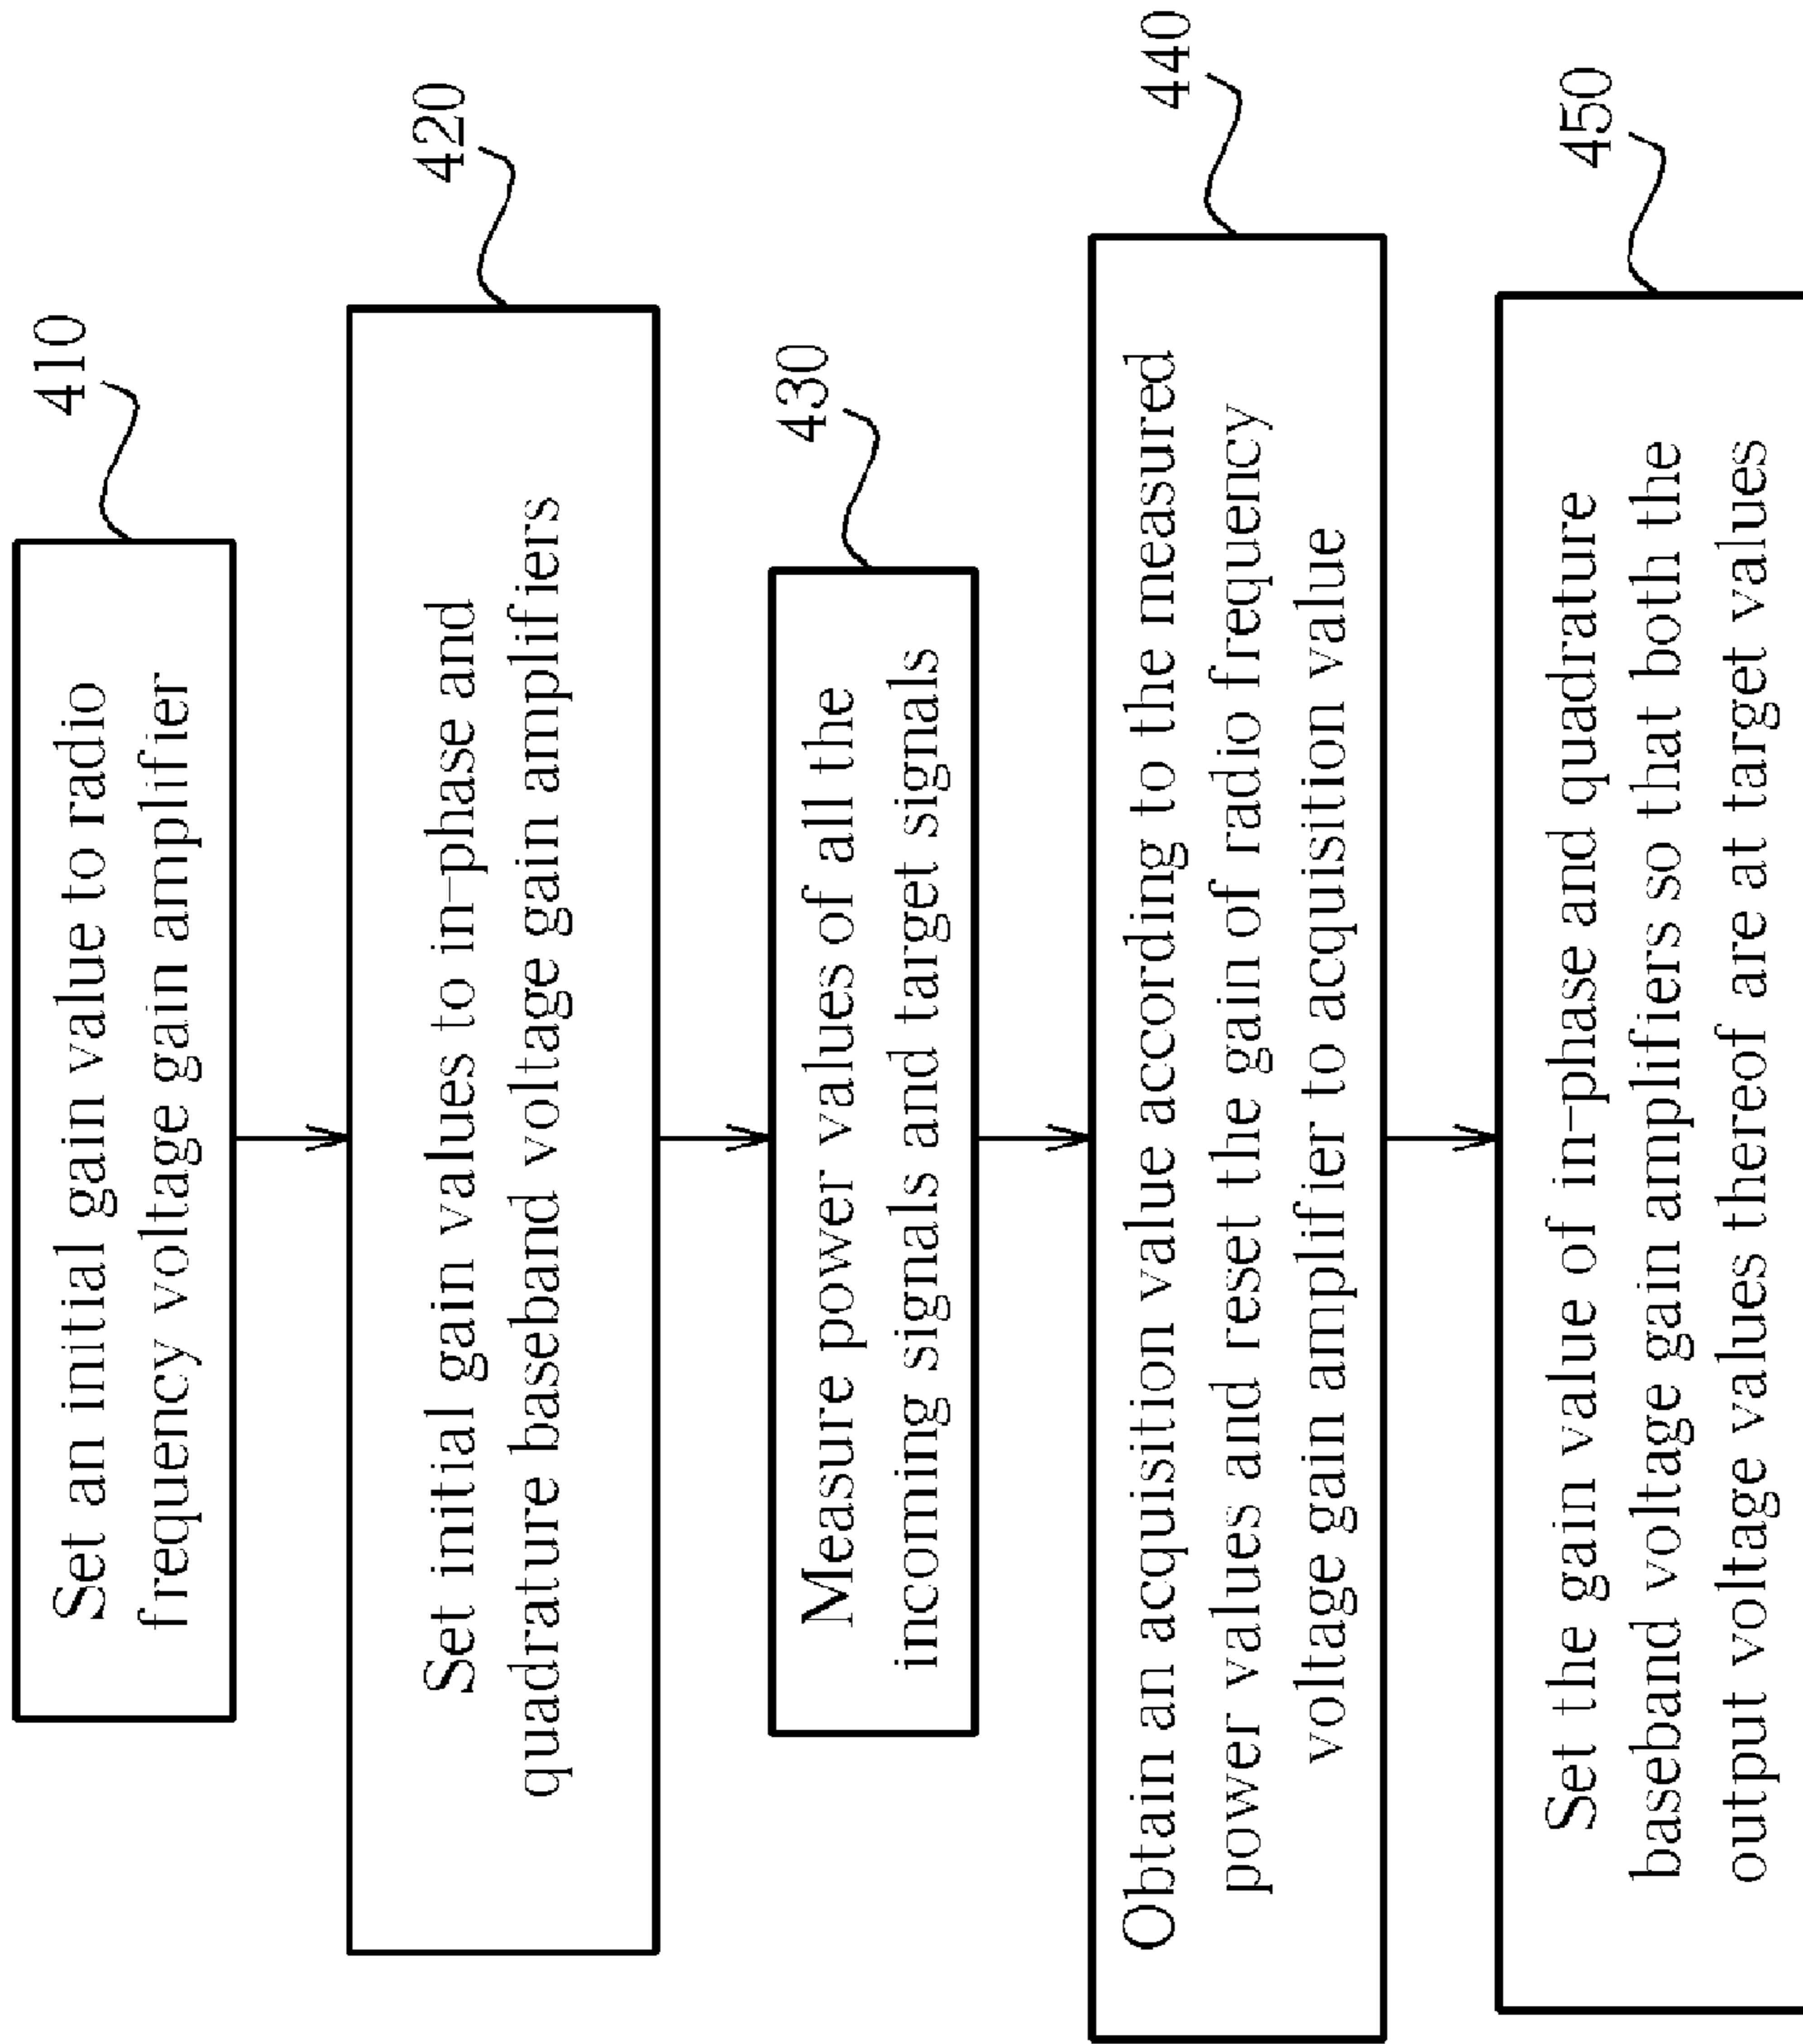 Set an initial gain value to radio
frequency voltage gain amplifier
410
Set initial gain values to in-phase and
quadrature baseband voltage gain amplifiers
420
Measure power values of all the
incoming signals and target signals
430
Obtain an acquisition value according to the measured
power values and reset the gain of radio frequency
voltage gain amplifier to acquisition value
440
Set the gain value of in-phase and quadrature
baseband voltage gain amplifiers so that both the
output voltage values thereof are at target values
450